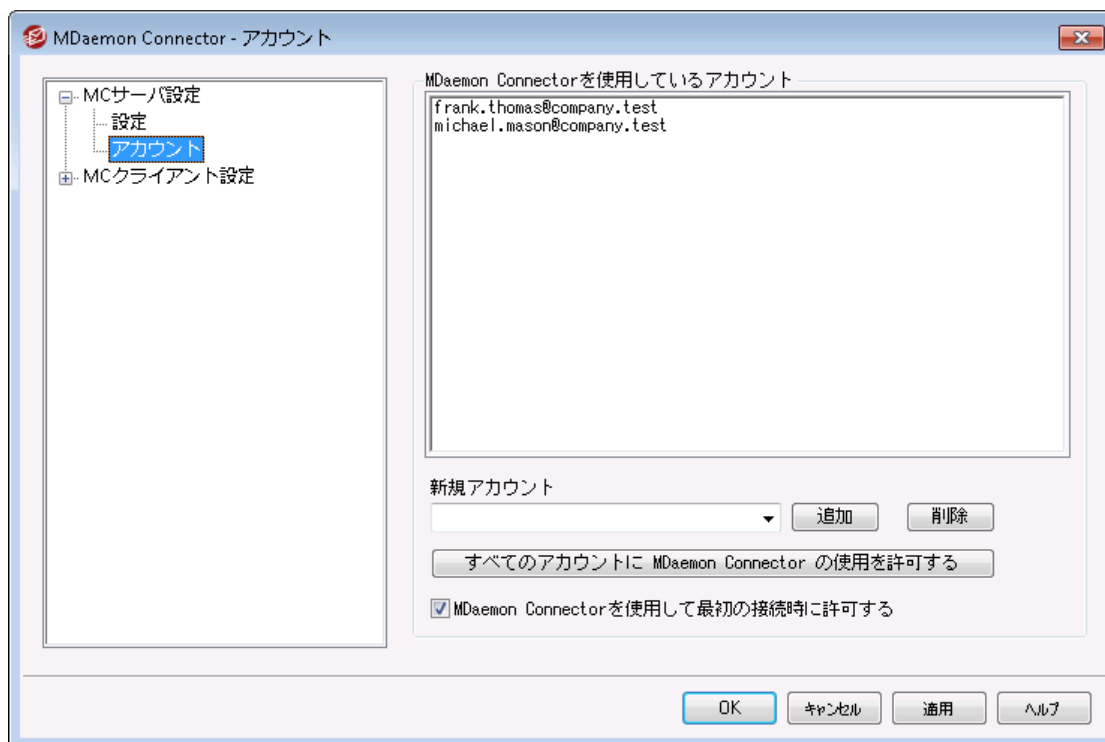 MDaemon Connector - アカウント
MCサーバ設定
設定
アカウント
MCクライアント設定
MDaemon Connectorを使用しているアカウント
frank.thomas@company.test
michael.mason@company.test
新規アカウント
追加
削除
すべてのアカウントに MDaemon Connector の使用を許可する
MDaemon Connectorを使用して最初の接続時に許可する
OK
キャンセル
適用
ヘルプ